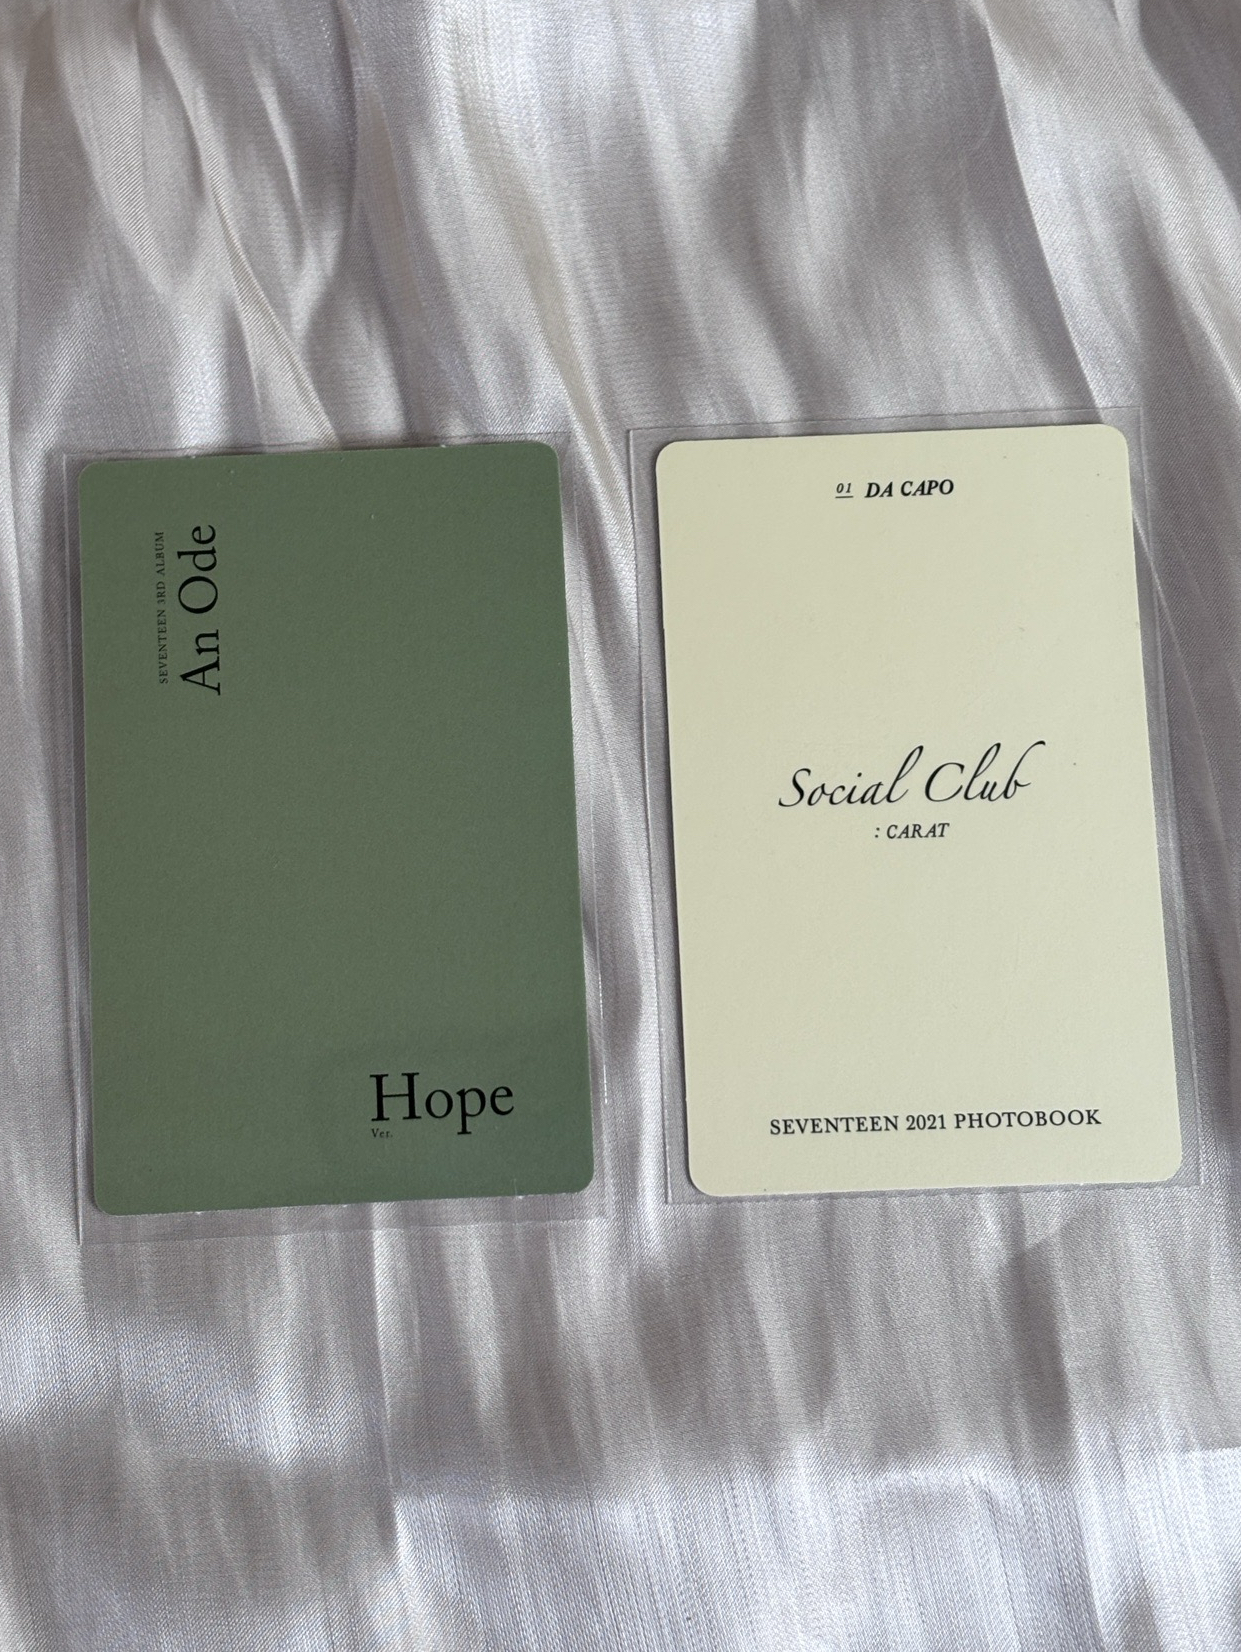 SEVENTEEN 3RD ALBUM
An Ode
Hope
Ver.
01 DA CAPO
Social Club
: CARAT
SEVENTEEN 2021 PHOTOBOOK